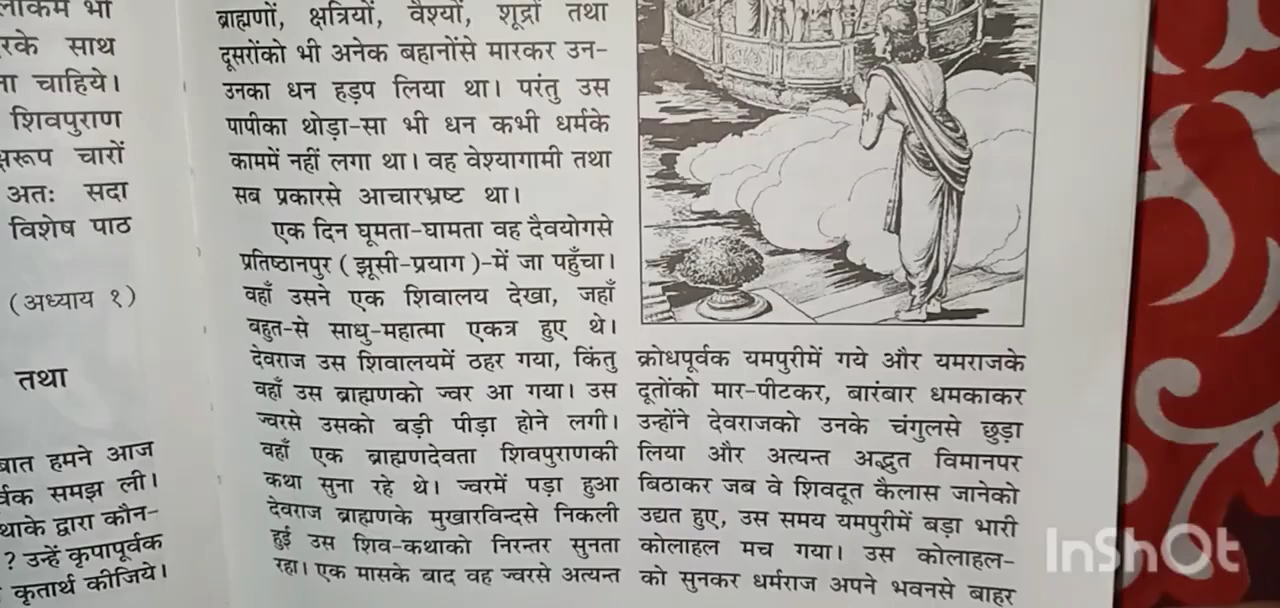 लोकमें भी
रके साथ
ना चाहिये।
शिवपुराण
क्षरूप चारों
अतः सदा
विशेष पाठ
(अध्याय १)
तथा
बात हमने आज
र्वक समझ ली।
थाके द्वारा कौन-
? उन्हें कृपापूर्वक
कृतार्थ कीजिये।
ब्राह्मणों, क्षत्रियों, वैश्यों, शूद्रों तथा
दूसरोंको भी अनेक बहानोंसे मारकर उन-
उनका धन हड़प लिया था। परंतु उस
पापीका थोड़ा-सा भी धन कभी धर्मके
काममें नहीं लगा था। वह वेश्यागामी तथा
सब प्रकारसे आचारभ्रष्ट था।
एक दिन घूमता-घामता वह दैवयोगसे
प्रतिष्ठानपुर (झूसी-प्रयाग)-में जा पहुँचा।
वहाँ उसने एक शिवालय देखा, जहाँ
बहुत-से साधु-महात्मा एकत्र हुए थे।
देवराज उस शिवालयमें ठहर गया, किंतु
वहाँ उस ब्राह्मणको ज्वर आ गया। उस
ज्वरसे उसको बड़ी पीड़ा होने लगी।
वहाँ एक ब्राह्मणदेवता शिवपुराणकी
कथा सुना रहे थे। ज्वरमें पड़ा हुआ
देवराज ब्राह्मणके मुखारविन्दसे निकली
हुई उस शिव-कथाको निरन्तर सुनता
रहा। एक मासके बाद वह ज्वरसे अत्यन्त
क्रोधपूर्वक यमपुरीमें गये और यमराजके
दूतोंको मार-पीटकर, बारंबार धमकाकर
उन्होंने देवराजको उनके चंगुलसे छुड़ा
लिया और अत्यन्त अद्भुत विमानपर
बिठाकर जब वे शिवदूत कैलास जानेको
उद्यत हुए, उस समय यमपुरीमें बड़ा भारी
कोलाहल मच गया। उस कोलाहल-
को सुनकर धर्मराज अपने भवनसे बाहर
InShOt